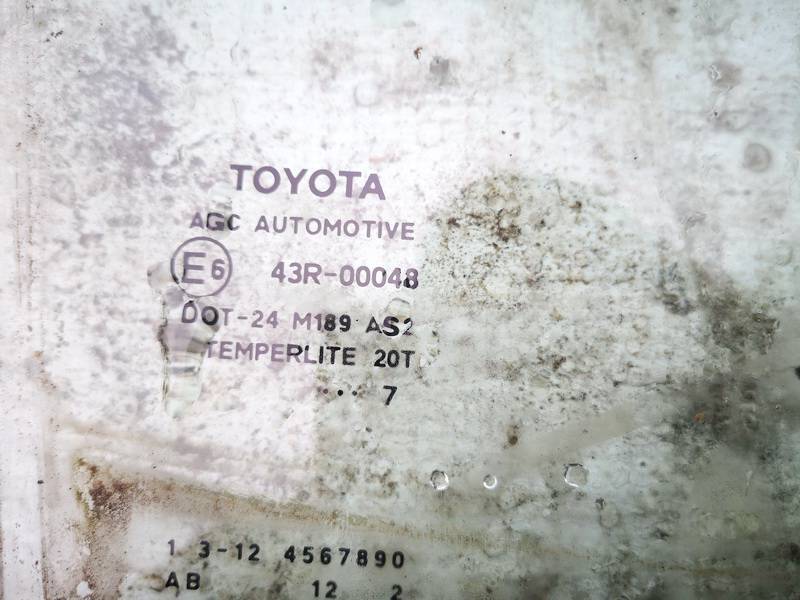 TOYOTA
AGC AUTOMOTIVE
E6 43R-00048
DOT-24 M189 AS2
TEMPERLITE 20T
... 7
1 3-12 4567890
AB 12 2